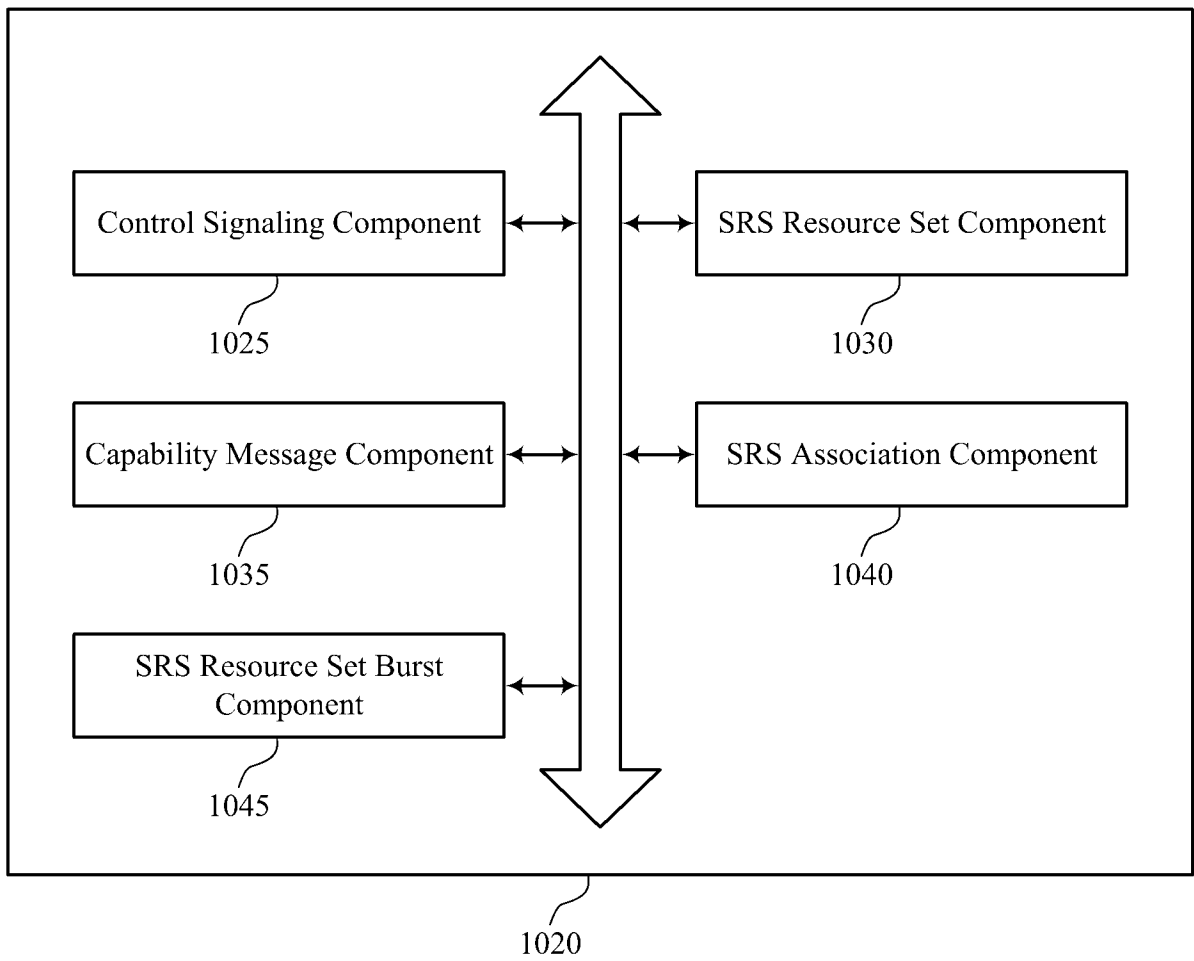 Control Signaling Component
SRS Resource Set Component
1025
1030
Capability Message Component
SRS Association Component
1035
1040
SRS Resource Set Burst
Component
1045
1020